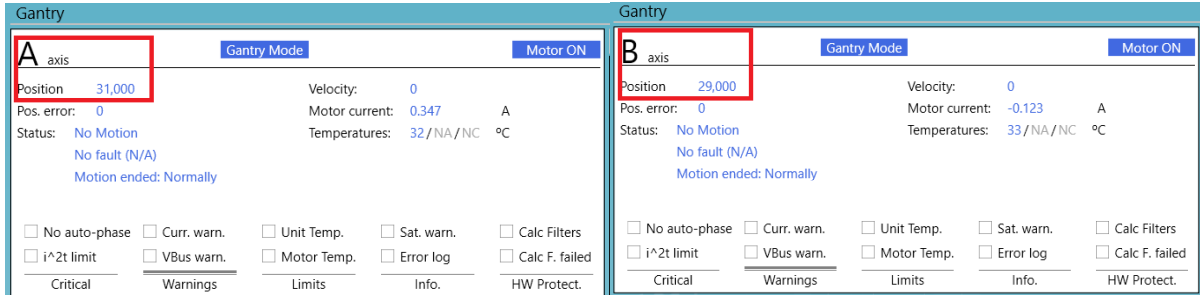 Gantry
A axis Gantry Mode Motor ON
Position 31,000 Velocity: 0
Pos. error: 0 Motor current: 0.347 A
Status: No Motion Temperatures: 32 / NA / NC ºC
No fault (N/A)
Motion ended: Normally
No auto-phase Curr. warn. Unit Temp. Sat. warn. Calc Filters
i^2t limit VBus warn. Motor Temp. Error log Calc F. failed
Critical Warnings Limits Info. HW Protect.
Gantry
B axis Gantry Mode Motor ON
Position 29,000 Velocity: 0
Pos. error: 0 Motor current: -0.123 A
Status: No Motion Temperatures: 33 / NA / NC ºC
No fault (N/A)
Motion ended: Normally
No auto-phase Curr. warn. Unit Temp. Sat. warn. Calc Filters
i^2t limit VBus warn. Motor Temp. Error log Calc F. failed
Critical Warnings Limits Info. HW Protect.